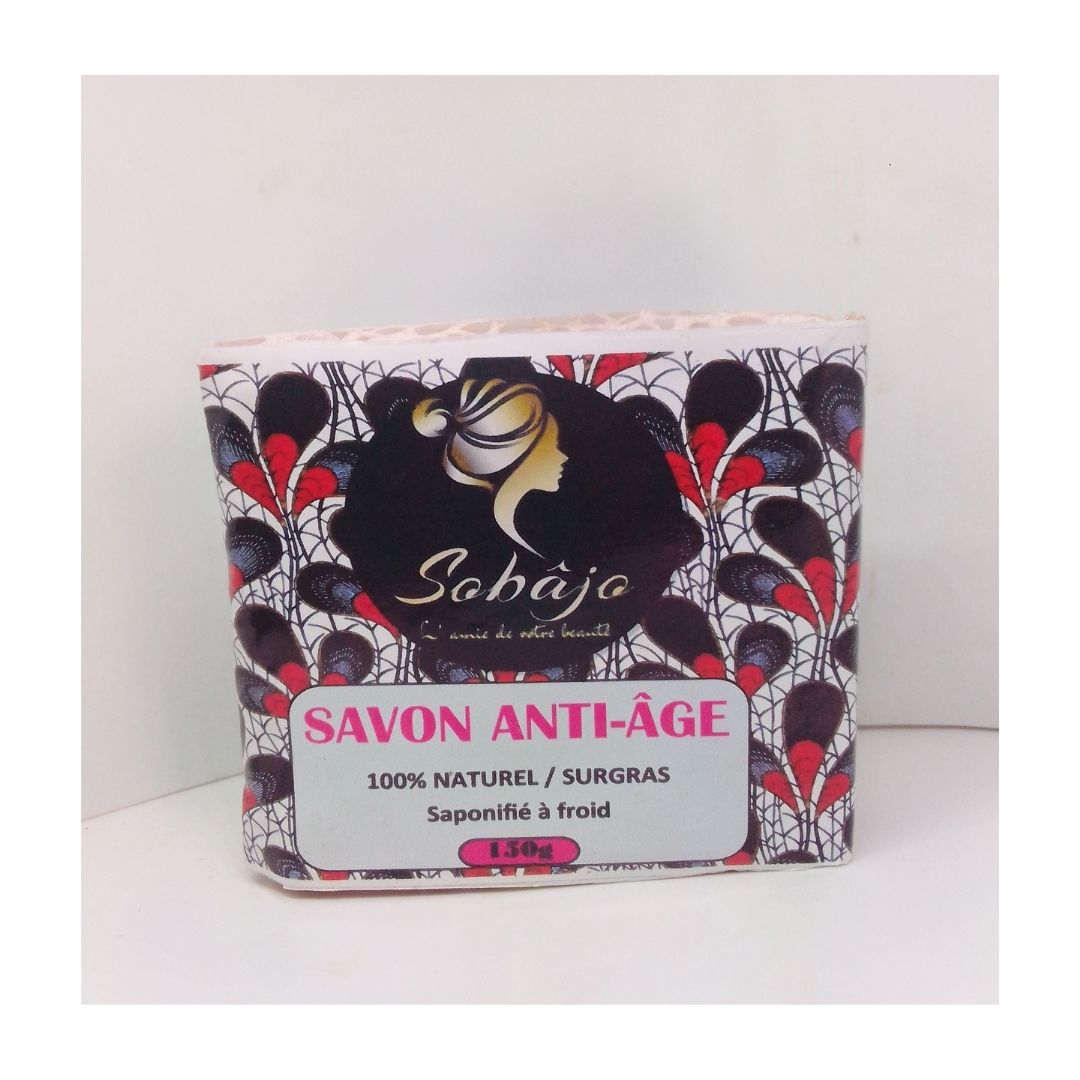 Sobâjo
L'amie de votre beauté
SAVON ANTI-ÂGE
100% NATUREL / SURGRAS
Saponifié à froid
150g